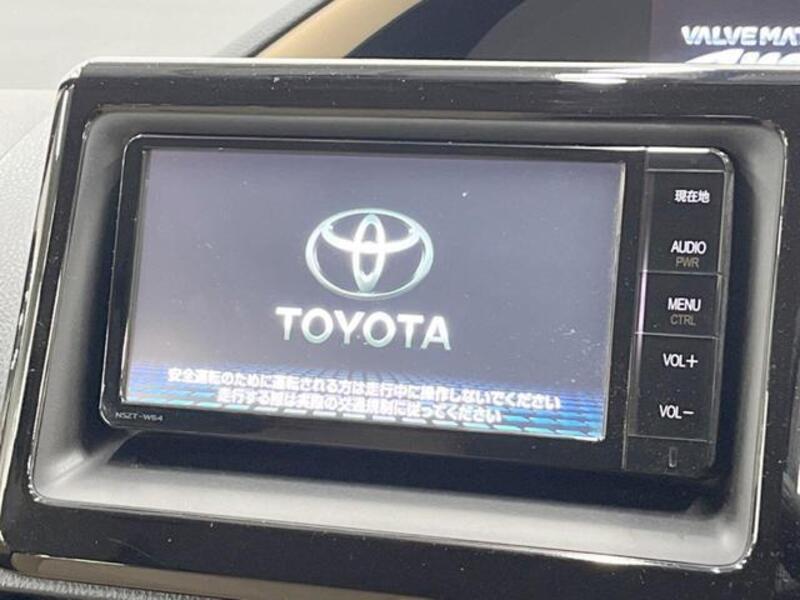 VALVEMAT
TOYOTA
安全運転のために運転される方は走行中に操作しないでください
走行する際は実際の交通規制に従ってください
NSZT-W64
現在地
AUDIO
PWR
MENU
CTRL
VOL+
VOL-